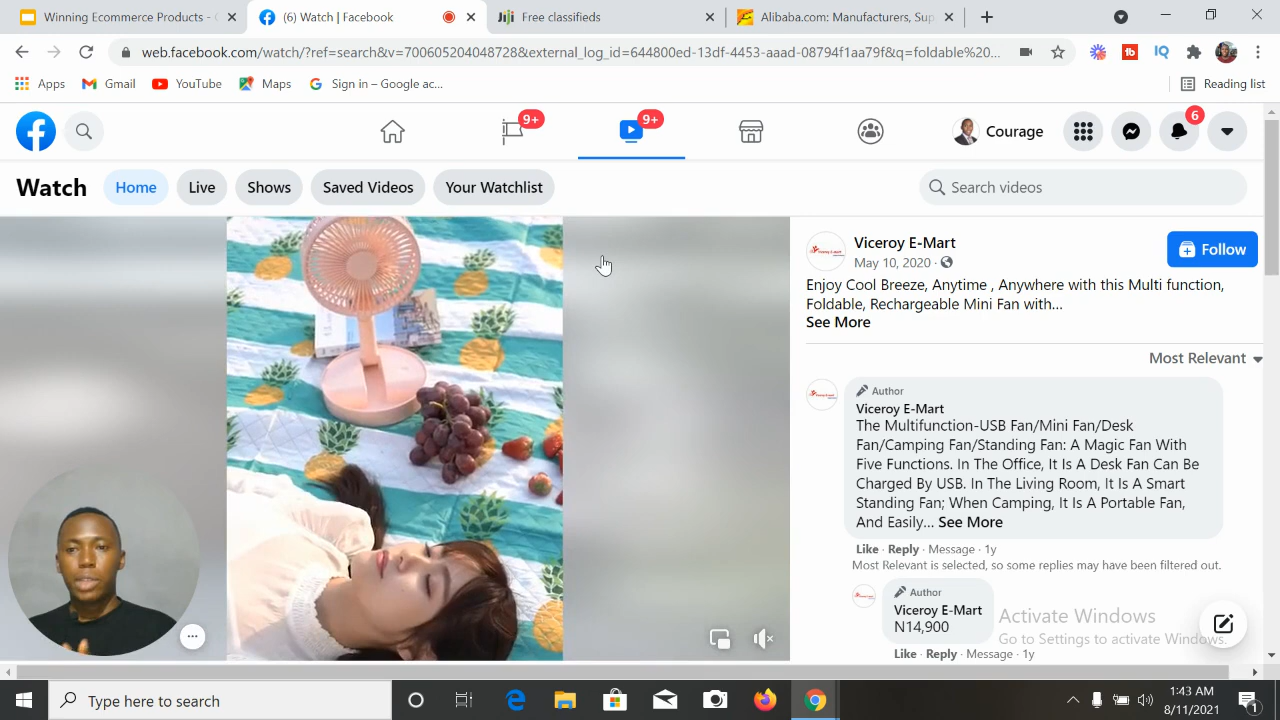 Winning Ecommerce Products -
(6) Watch | Facebook
Free classifieds
Alibaba.com: Manufacturers, Sup
web.facebook.com/watch/?ref=search&v=700605204048728&external_log_id=644800ed-13df-4453-aaad-08794f1aa79f&q=foldable%20...
Apps
Gmail
YouTube
Maps
Sign in – Google ac...
Reading list
9+
9+
Courage
6
Watch
Home
Live
Shows
Saved Videos
Your Watchlist
Search videos
Viceroy E-Mart
May 10, 2020 ·
Follow
Enjoy Cool Breeze, Anytime , Anywhere with this Multi function,
Foldable, Rechargeable Mini Fan with...
See More
Most Relevant
Author
Viceroy E-Mart
The Multifunction-USB Fan/Mini Fan/Desk
Fan/Camping Fan/Standing Fan: A Magic Fan With
Five Functions. In The Office, It Is A Desk Fan Can Be
Charged By USB. In The Living Room, It Is A Smart
Standing Fan; When Camping, It Is A Portable Fan,
And Easily... See More
Like · Reply · Message · 1y
Most Relevant is selected, so some replies may have been filtered out.
Author
Viceroy E-Mart
N14,900
Like · Reply · Message · 1y
Activate Windows
Go to Settings to activate Windows.
Type here to search
1:43 AM
8/11/2021
1